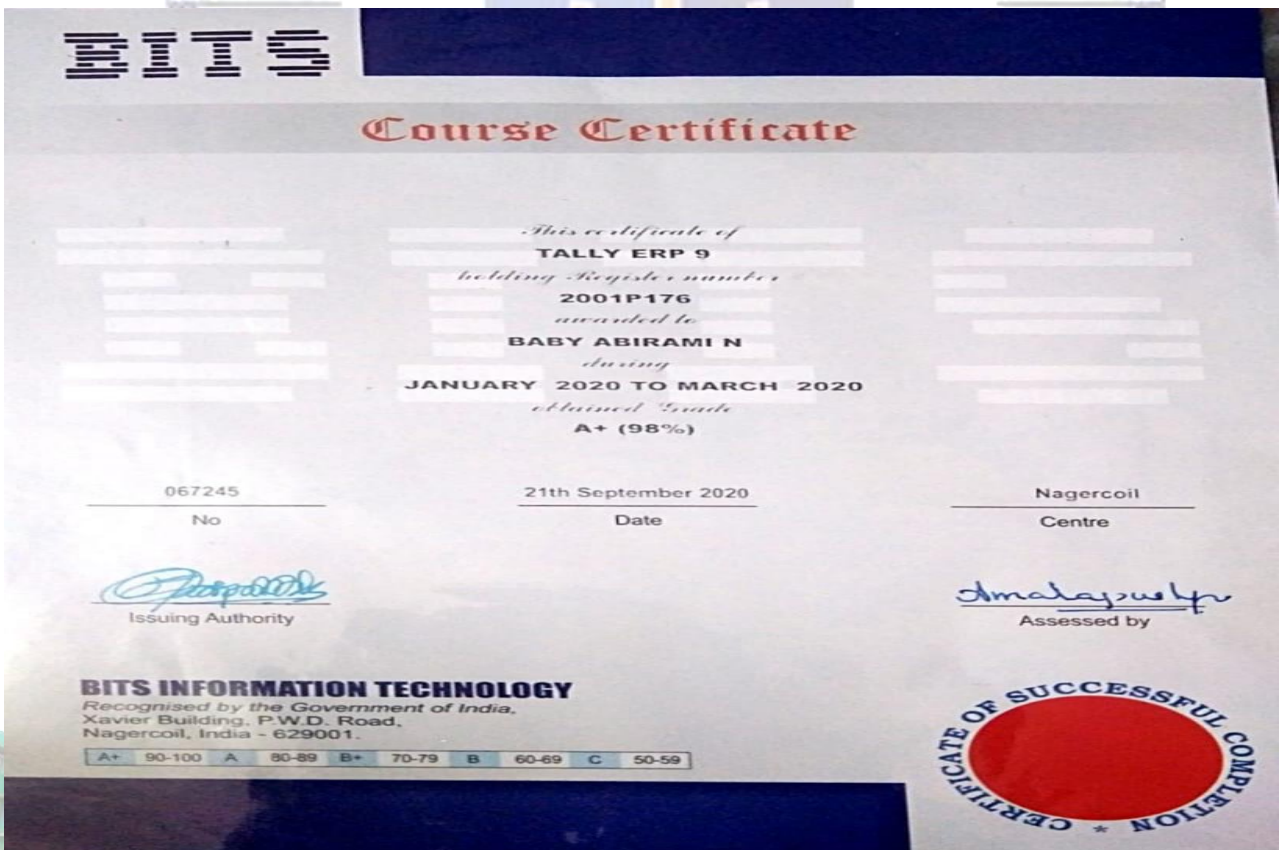 BITS
Course Certificate
This certificate of
TALLY ERP 9
holding Register number
2001P176
awarded to
BABY ABIRAMI N
during
JANUARY 2020 TO MARCH 2020
obtained Grade
A+ (98%)
067245
No
21th September 2020
Date
Nagercoil
Centre
Issuing Authority
Assessed by
BITS INFORMATION TECHNOLOGY
Recognised by the Government of India,
Xavier Building, P.W.D. Road,
Nagercoil, India - 629001.
A+ 90-100 A 80-89 B+ 70-79 B 60-69 C 50-59
CERTIFICATE OF SUCCESSFUL COMPLETION *